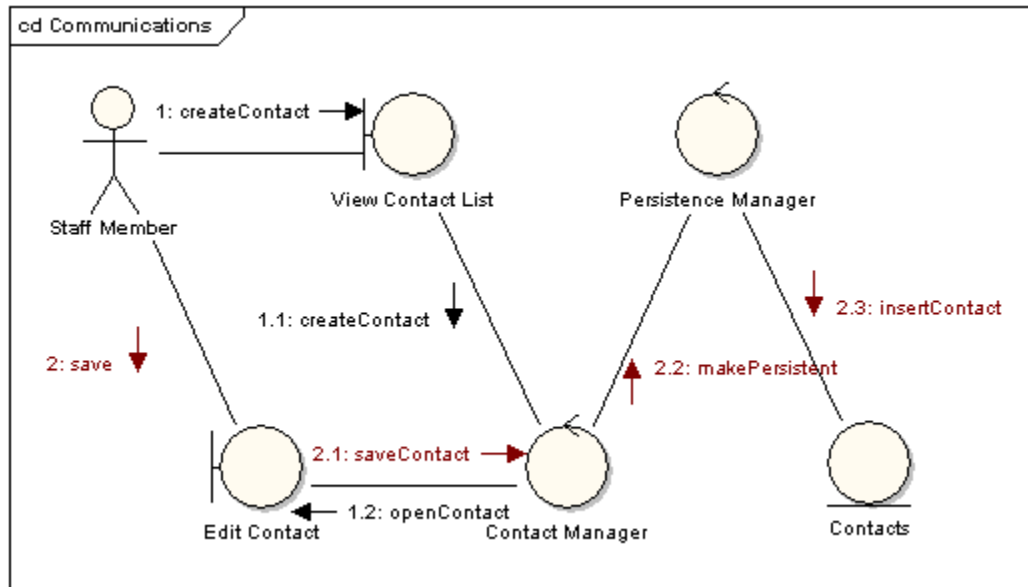 cd Communications
1: createContact
View Contact List
Persistence Manager
Staff Member
1.1: createContact
2.3: insertContact
2: save
2.2: makePersistent
2.1: saveContact
1.2: openContact
Edit Contact
Contact Manager
Contacts